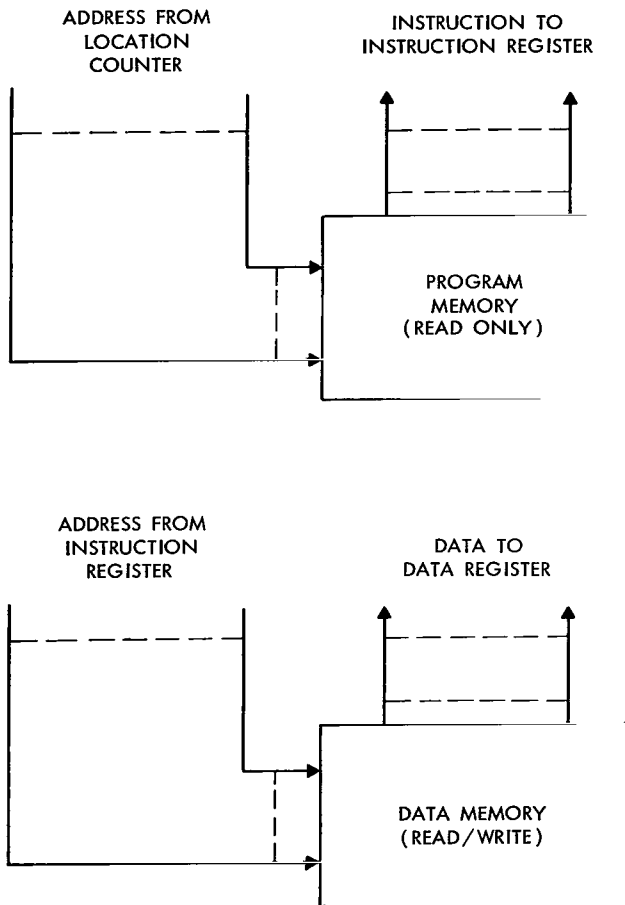 ADDRESS FROM
LOCATION
COUNTER
INSTRUCTION TO
INSTRUCTION REGISTER
PROGRAM
MEMORY
(READ ONLY)
ADDRESS FROM
INSTRUCTION
REGISTER
DATA TO
DATA REGISTER
DATA MEMORY
(READ/WRITE)